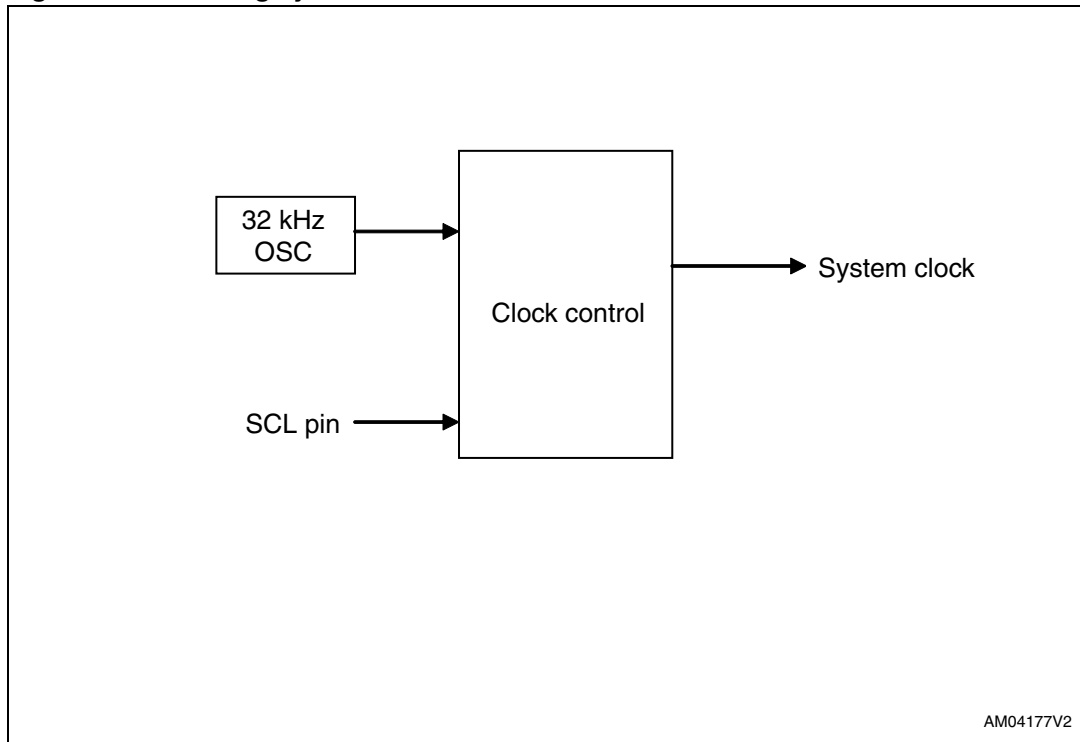 32 kHz
OSC
Clock control
System clock
SCL pin
AM04177V2